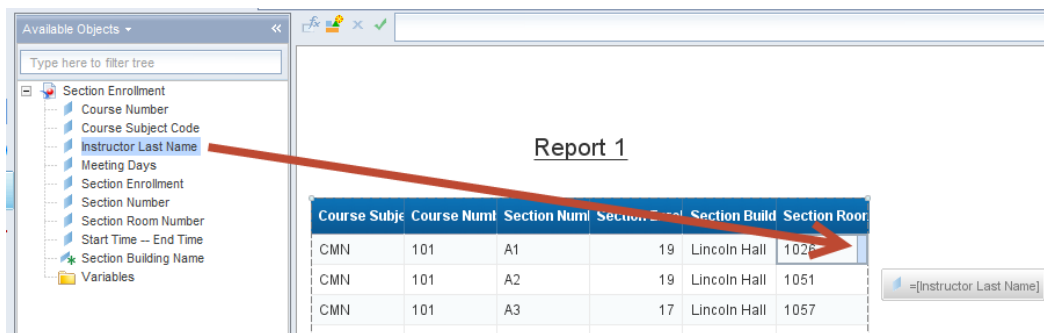 Available Objects
Type here to filter tree
Section Enrollment
Course Number
Course Subject Code
Instructor Last Name
Meeting Days
Section Enrollment
Section Number
Section Room Number
Start Time -- End Time
Section Building Name
Variables
fx
Report 1
Course Subje Course Numb Section Numl Section Build Section Roor
CMN 101 A1 19 Lincoln Hall 1026
CMN 101 A2 19 Lincoln Hall 1051
CMN 101 A3 17 Lincoln Hall 1057
=[Instructor Last Name]